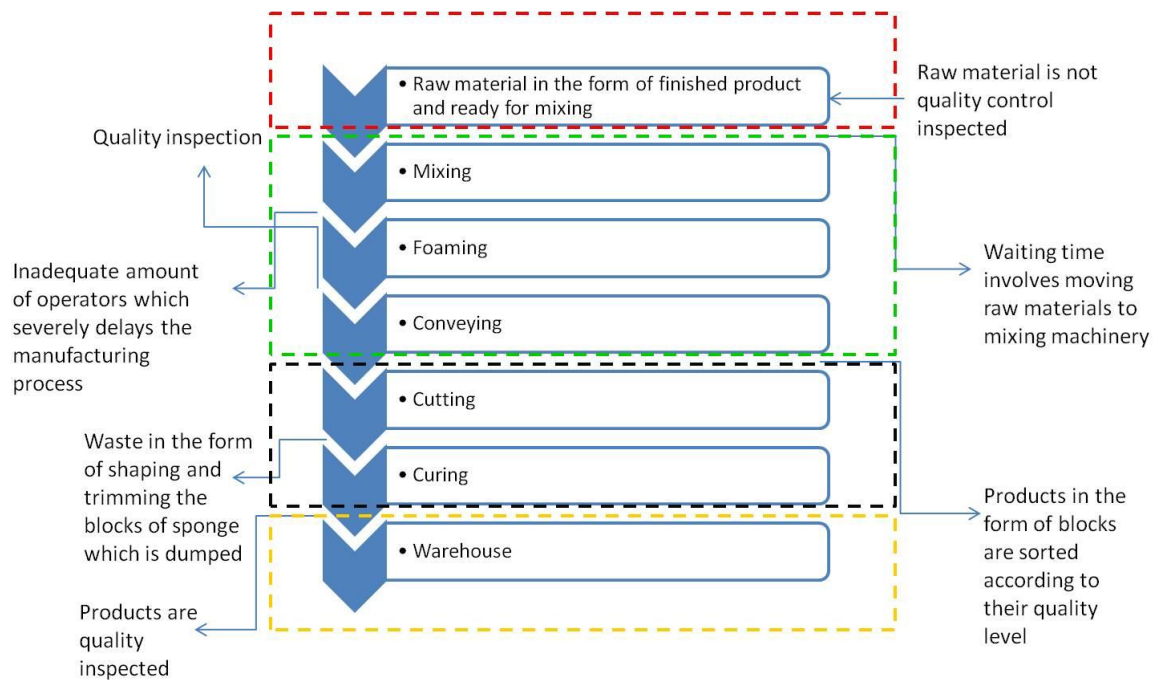 • Raw material in the form of finished product
and ready for mixing
Raw material is not
quality control
inspected
Quality inspection
• Mixing
• Foaming
Inadequate amount
of operators which
severely delays the
manufacturing
process
Waiting time
involves moving
raw materials to
mixing machinery
• Conveying
• Cutting
Waste in the form
of shaping and
trimming the
blocks of sponge
which is dumped
• Curing
Products in the
form of blocks
are sorted
according to
their quality
level
• Warehouse
Products are
quality
inspected